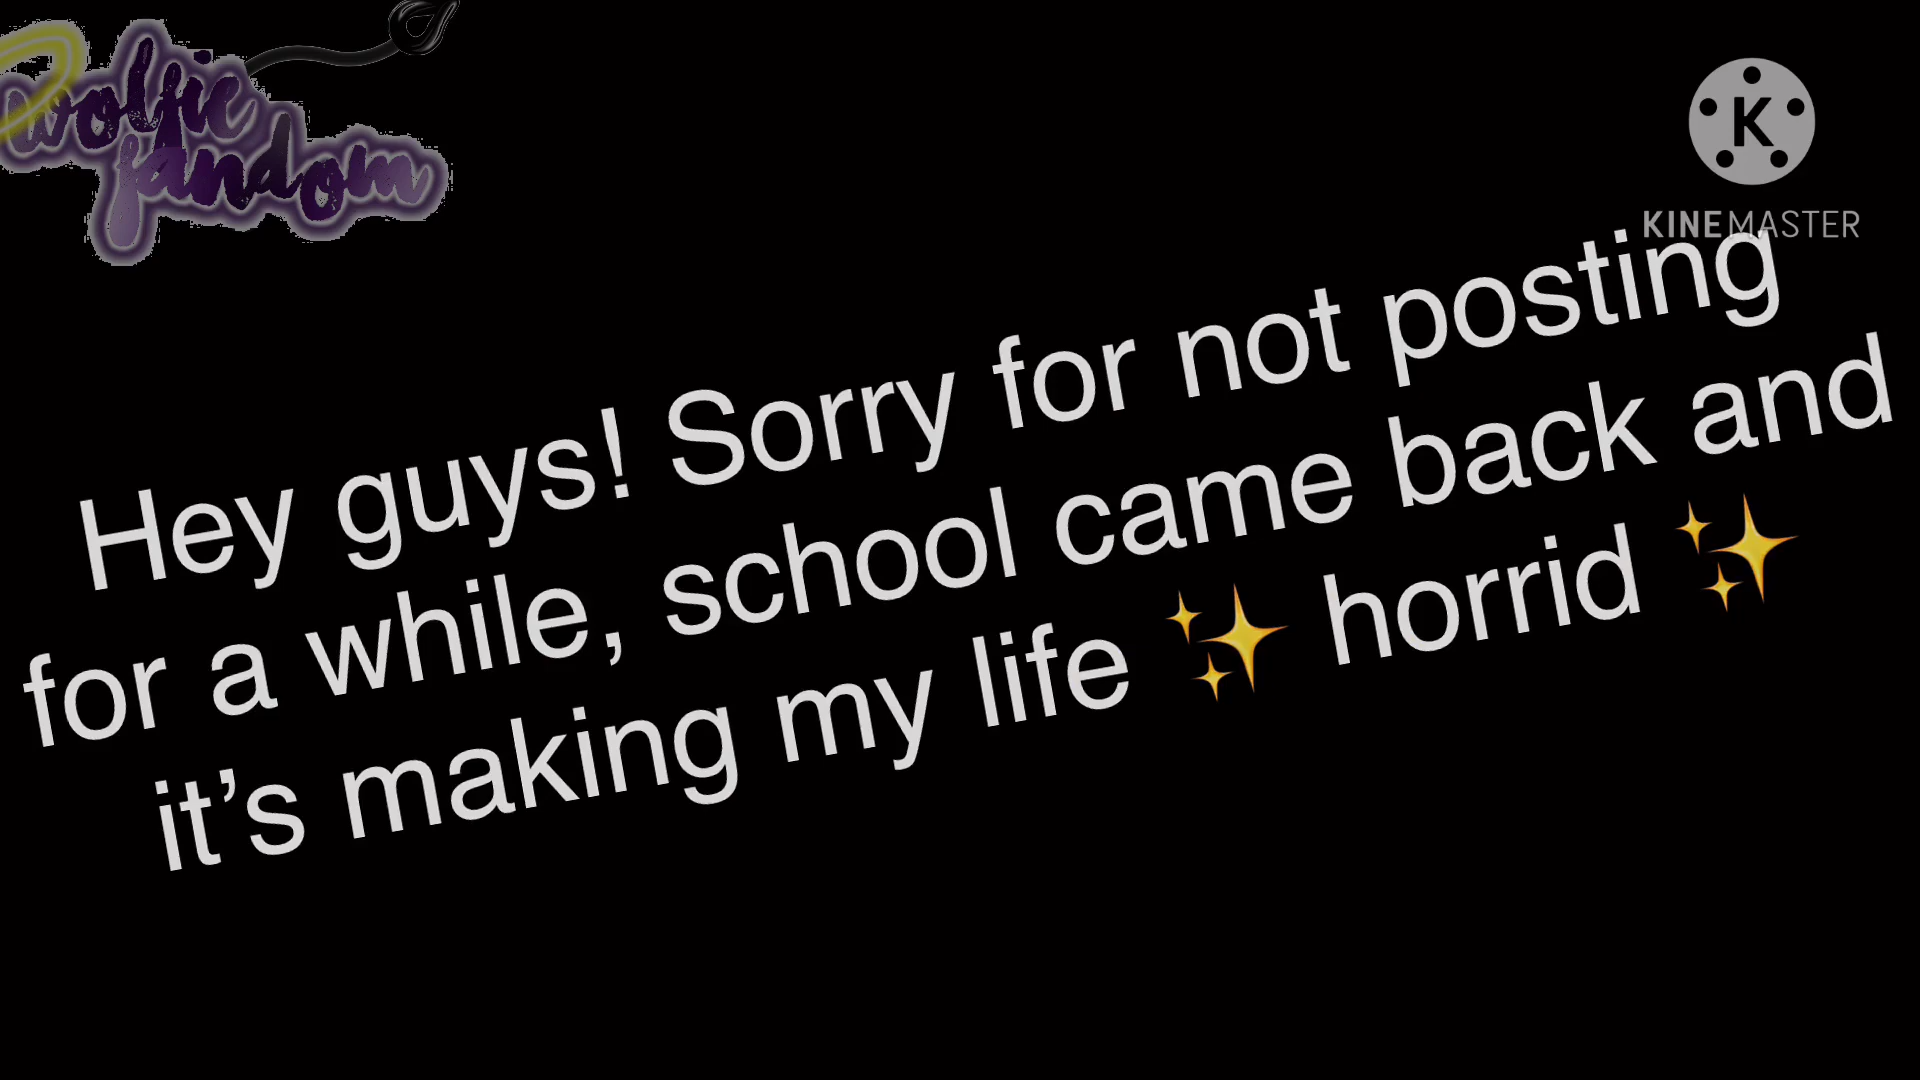 wolfie
fandom
K
KINEMASTER
Hey guys! Sorry for not posting
for a while, school came back and
it’s making my life ✨ horrid ✨